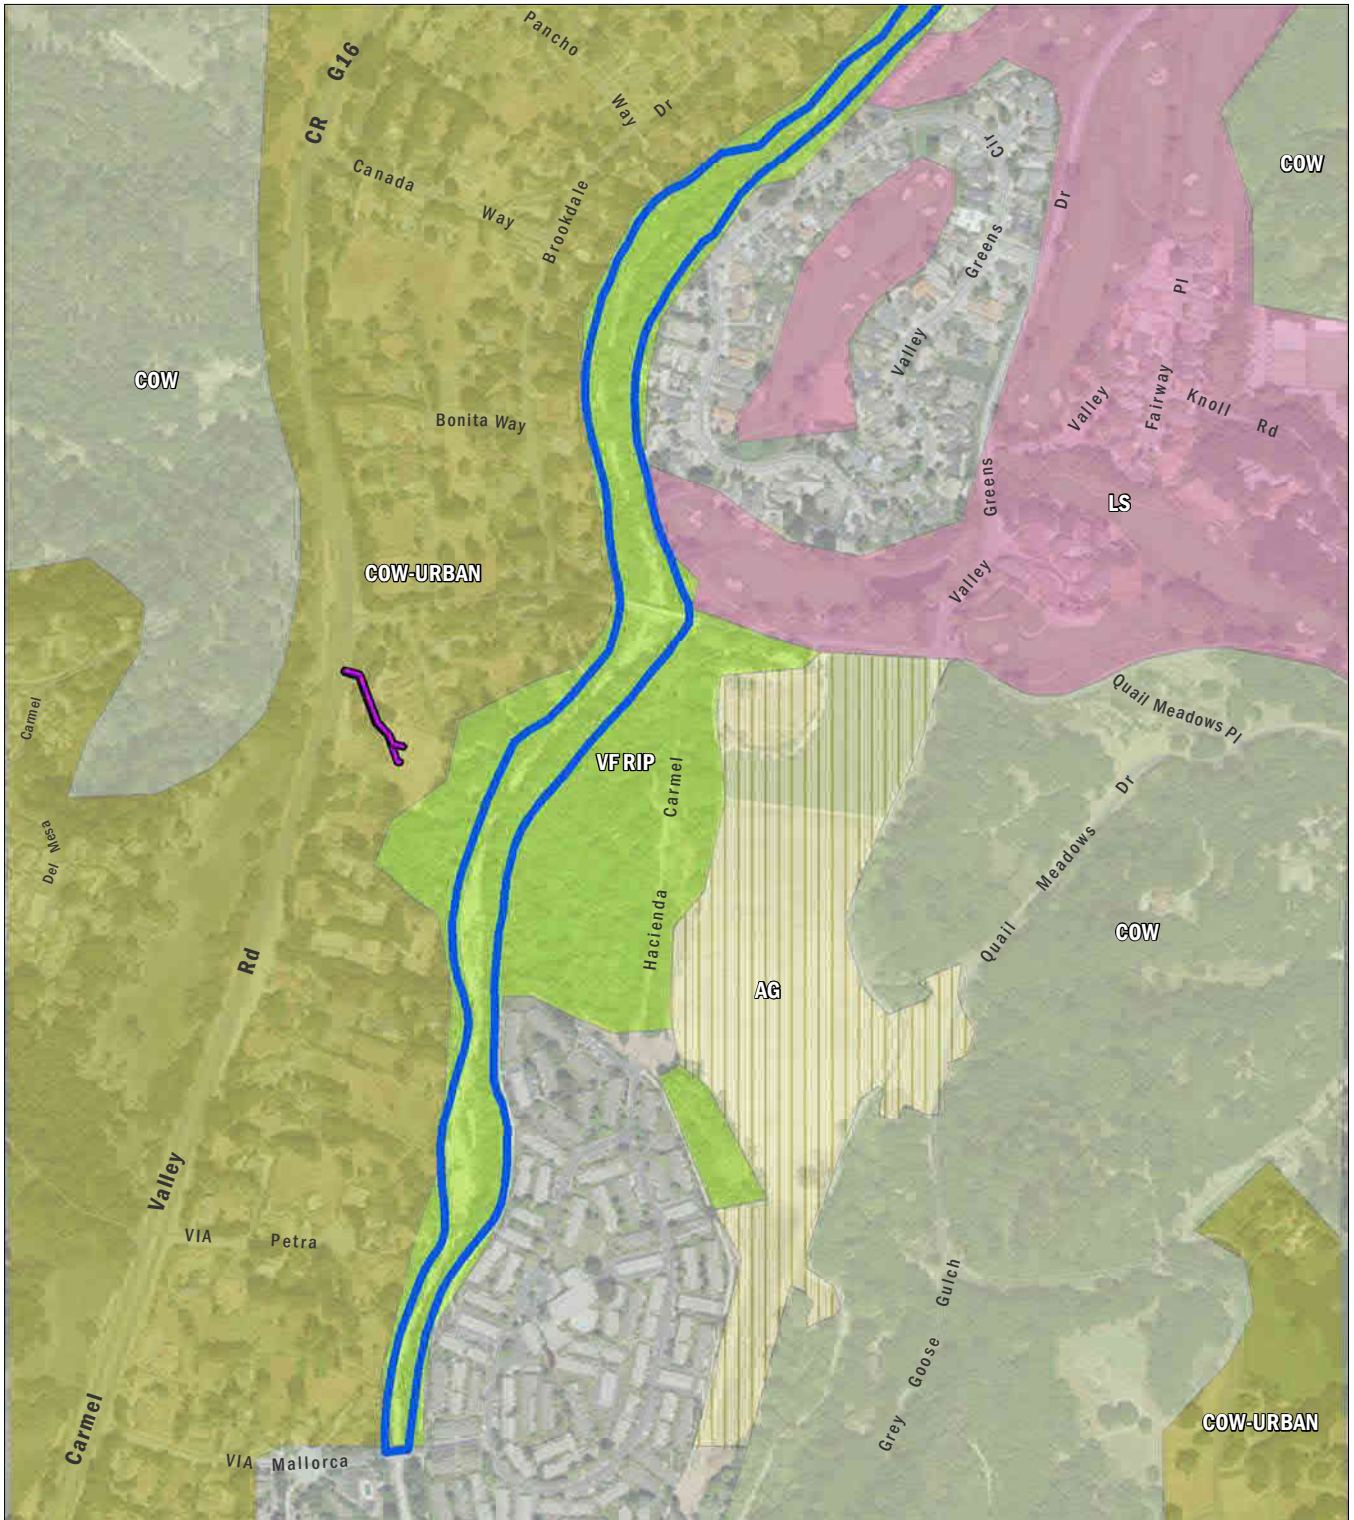 Pancho
Way
Dr
CR G16
Canada
Way
Brookdale
Cir
Dr
COW
Valley
Greens
Pl
COW
Bonita Way
Valley
Fairway
Knoll
Rd
Greens
LS
Valley
COW-URBAN
Carmel
Quail Meadows Pl
VF RIP
Carmel
Dr
Del Mesa
Meadows
Hacienda
Quail
COW
Rd
AG
Valley
VIA Petra
Grey Goose Gulch
Carmel
COW-URBAN
VIA Mallorca